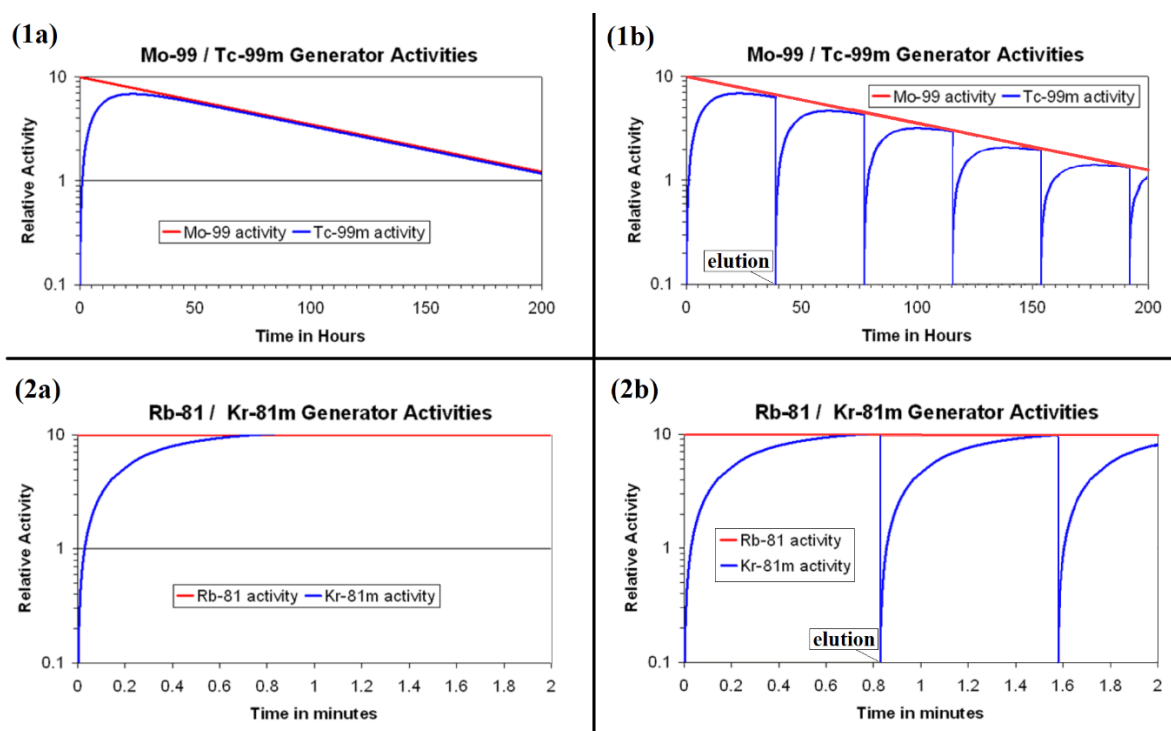 (1a)
Mo-99 / Tc-99m Generator Activities
10
1
0.1
Relative Activity
Mo-99 activity Tc-99m activity
0 50 100 150 200
Time in Hours
(1b)
Mo-99 / Tc-99m Generator Activities
10
1
0.1
Relative Activity
Mo-99 activity Tc-99m activity
elution
0 50 100 150 200
Time in Hours
(2a)
Rb-81 / Kr-81m Generator Activities
10
1
0.1
Relative Activity
Rb-81 activity Kr-81m activity
0 0.2 0.4 0.6 0.8 1 1.2 1.4 1.6 1.8 2
Time in minutes
(2b)
Rb-81 / Kr-81m Generator Activities
10
1
0.1
Relative Activity
Rb-81 activity
Kr-81m activity
elution
0 0.2 0.4 0.6 0.8 1 1.2 1.4 1.6 1.8 2
Time in minutes